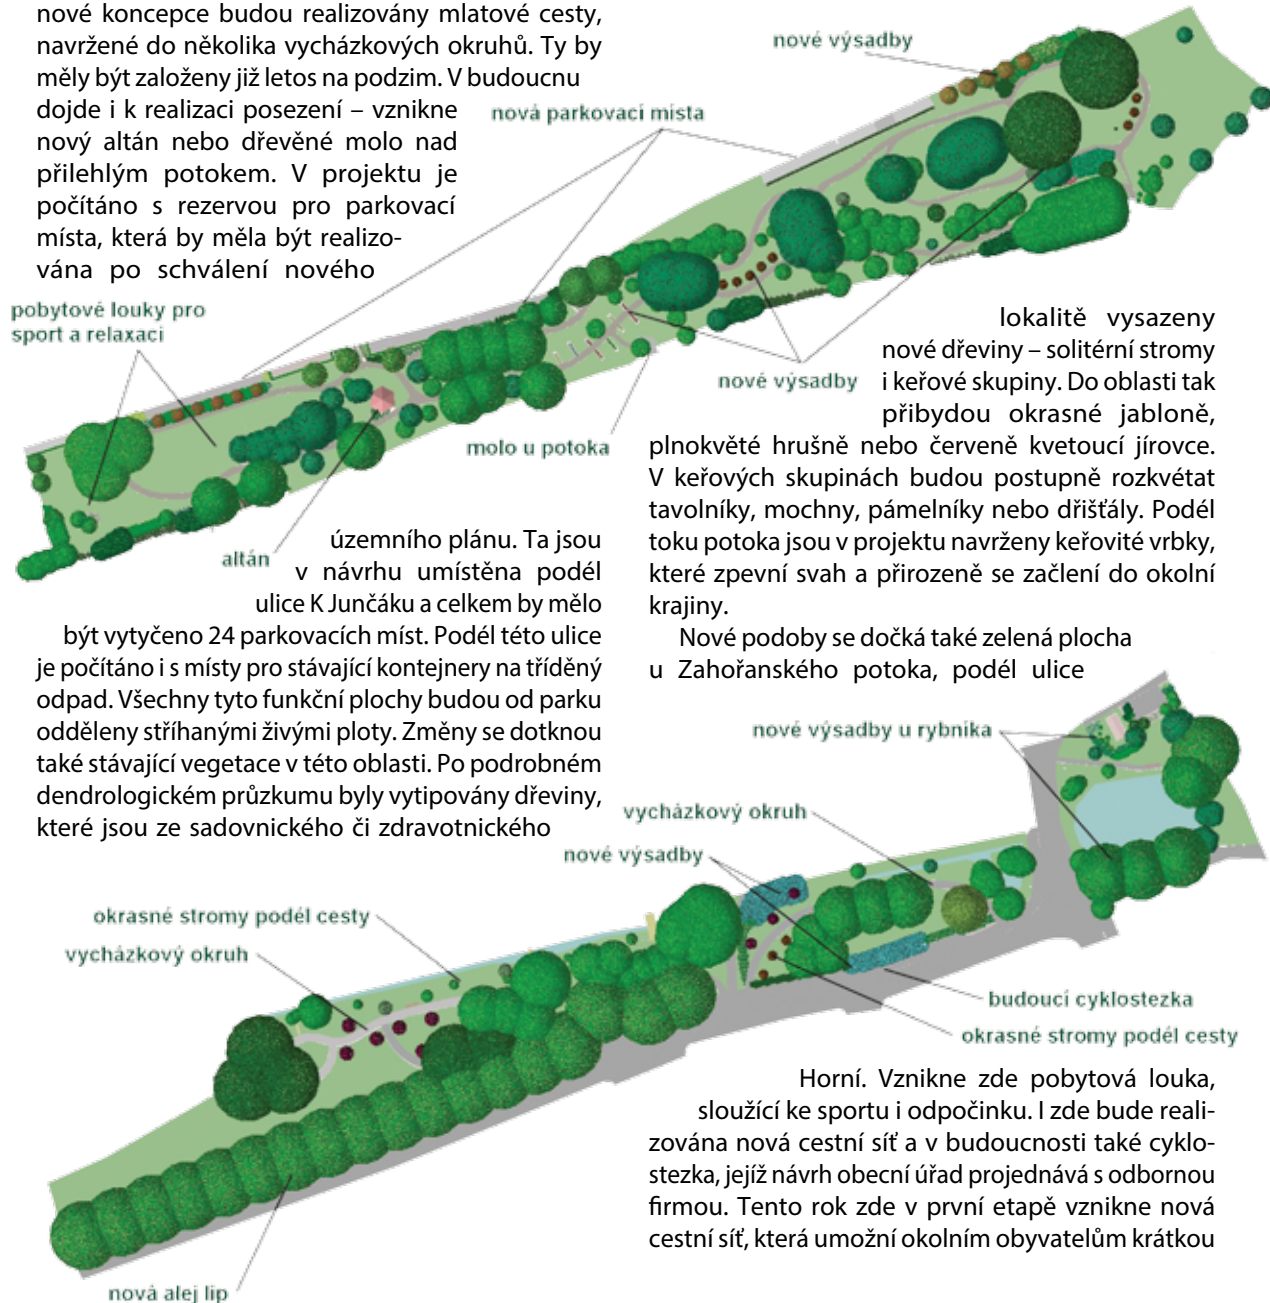 nové koncepce budou realizovány mlatové cesty,
navržené do několika vycházkových okruhů. Ty by
měly být založeny již letos na podzim. V budoucnu
dojde i k realizaci posezení – vznikne
nový altán nebo dřevěné molo nad
přilehlým potokem. V projektu je
počítáno s rezervou pro parkovací
místa, která by měla být realizo-
vána po schválení nového
nové výsadby
nová parkovací místa
pobytové louky pro
sport a relaxaci
nové výsadby
molo u potoka
altán
územního plánu. Ta jsou
v návrhu umístěna podél
ulice K Junčáku a celkem by mělo
být vytyčeno 24 parkovacích míst. Podél této ulice
je počítáno i s místy pro stávající kontejnery na tříděný
odpad. Všechny tyto funkční plochy budou od parku
odděleny stříhanými živými ploty. Změny se dotknou
také stávající vegetace v této oblasti. Po podrobném
dendrologickém průzkumu byly vytipovány dřeviny,
které jsou ze sadovnického či zdravotnického
lokalitě vysazeny
nové dřeviny – solitérní stromy
i keřové skupiny. Do oblasti tak
přibydou okrasné jabloně,
plnokvěté hrušně nebo červeně kvetoucí jírovce.
V keřových skupinách budou postupně rozkvétat
tavolníky, mochny, pámelníky nebo dřišťály. Podél
toku potoka jsou v projektu navrženy keřovité vrbky,
které zpevní svah a přirozeně se začlení do okolní
krajiny.
Nové podoby se dočká také zelená plocha
u Zahořanského potoka, podél ulice
nové výsadby u rybníka
vycházkový okruh
nové výsadby
okrasné stromy podél cesty
vycházkový okruh
budoucí cyklostezka
okrasné stromy podél cesty
nová alej lip
Horní. Vznikne zde pobytová louka,
sloužící ke sportu i odpočinku. I zde bude reali-
zována nová cestní síť a v budoucnosti také cyklo-
stezka, jejíž návrh obecní úřad projednává s odbornou
firmou. Tento rok zde v první etapě vznikne nová
cestní síť, která umožní okolním obyvatelům krátkou